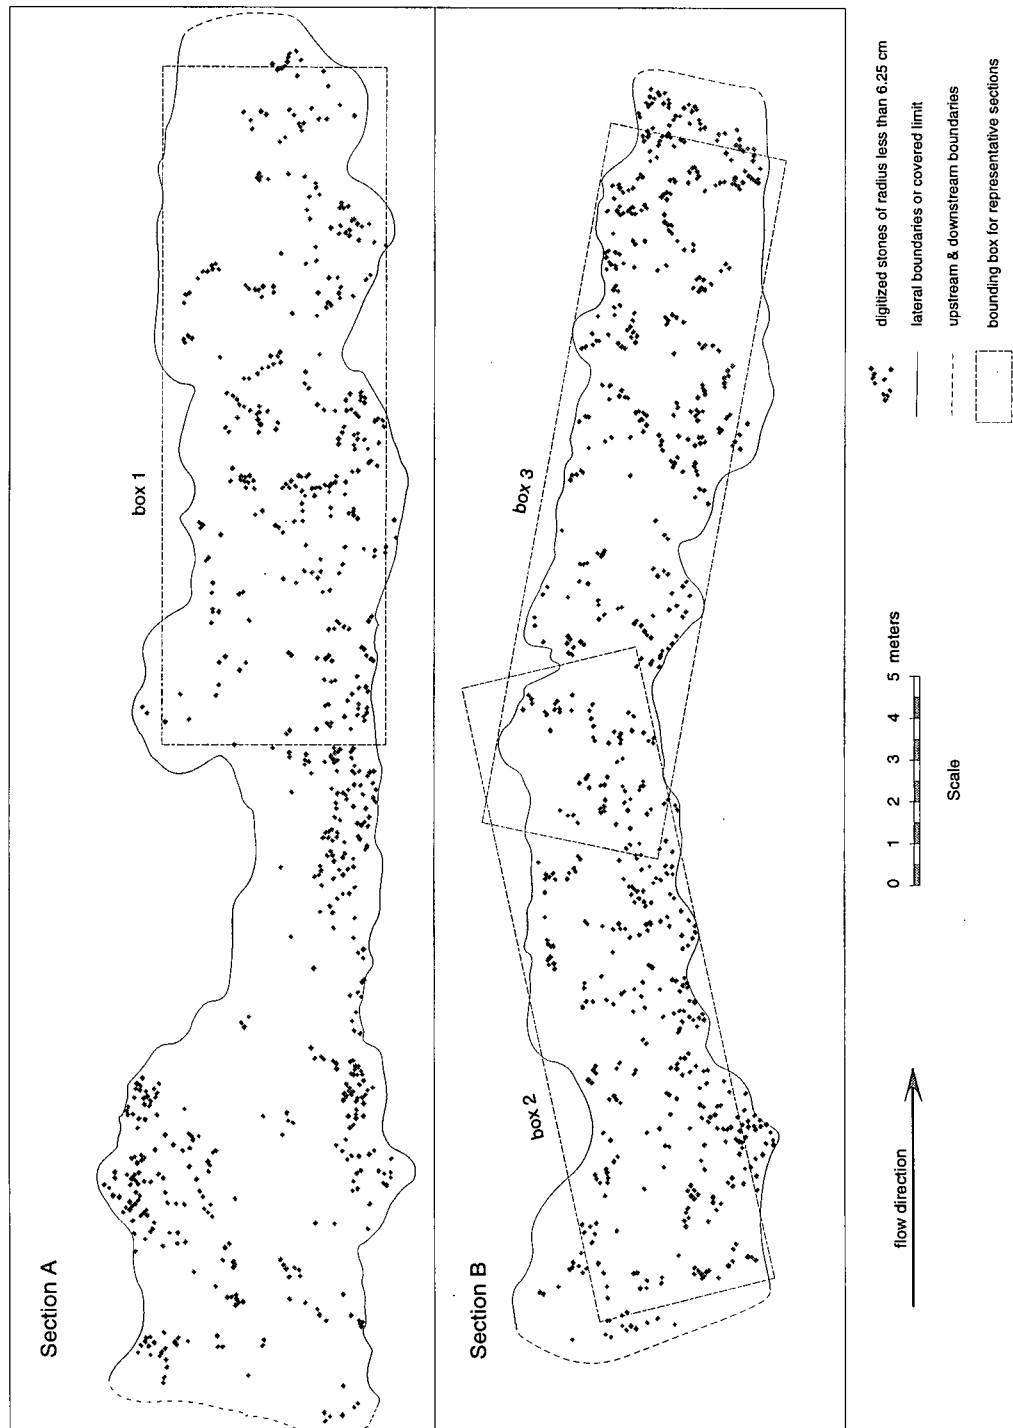 Section A
box 1
Section B
box 2
box 3
digitized stones of radius less than 6.25 cm
lateral boundaries or covered limit
upstream & downstream boundaries
bounding box for representative sections
flow direction
0 1 2 3 4 5 meters
Scale